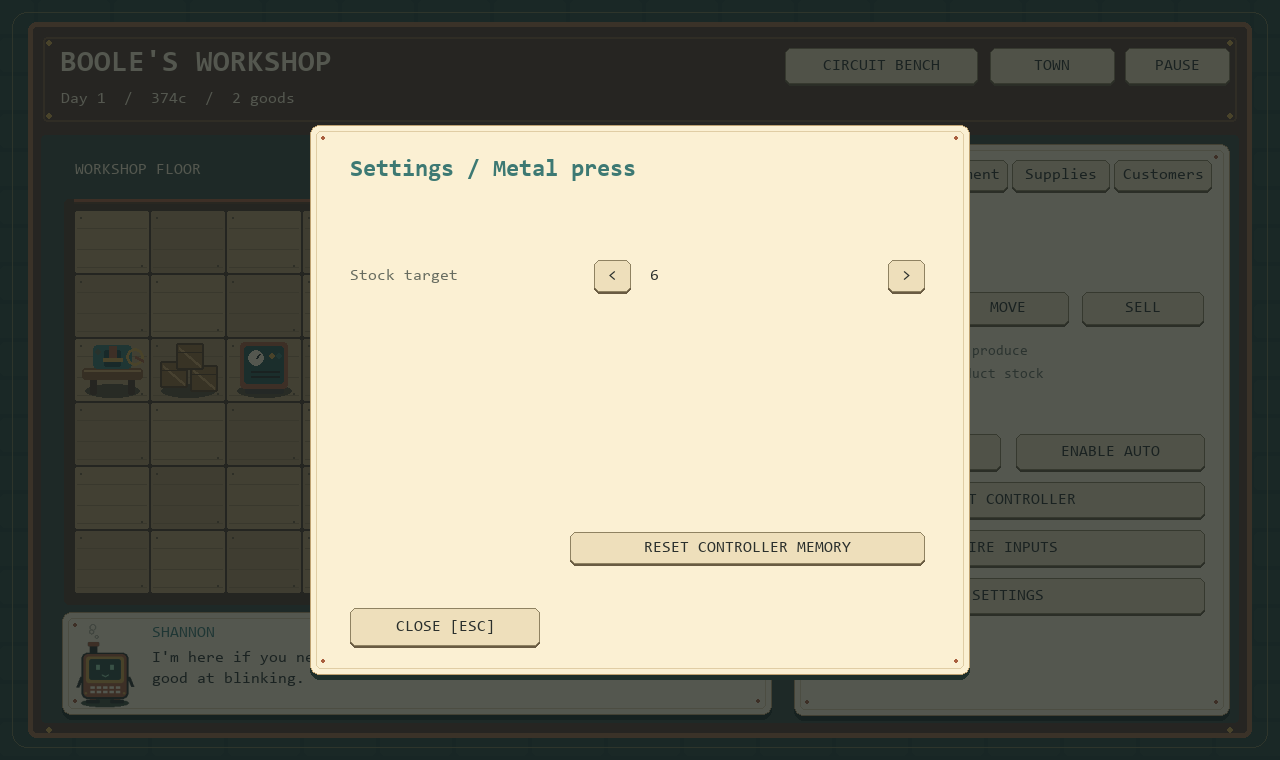 BOOLE'S WORKSHOP
CIRCUIT BENCH
TOWN
PAUSE
Day 1 / 374c / 2 goods
WORKSHOP FLOOR
Settings / Metal press
Supplies
Customers
Stock target
<
6
>
MOVE
SELL
produce
stock
ENABLE AUTO
CONTROLLER
INPUTS
RESET CONTROLLER MEMORY
SETTINGS
CLOSE [ESC]
SHANNON
I'm here if you
good at blinking.